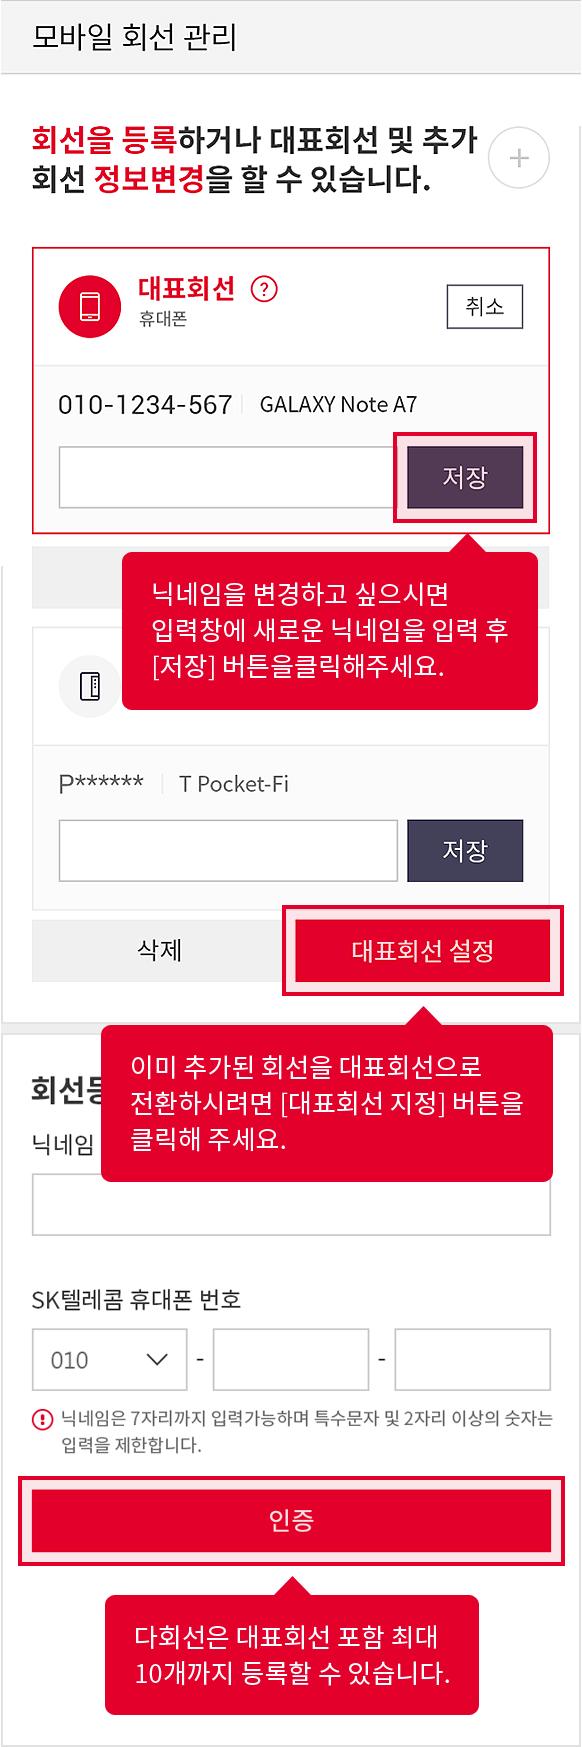 모바일 회선 관리
회선을 등록하거나 대표회선 및 추가
회선 정보변경을 할 수 있습니다.
대표회선 ?
휴대폰
취소
010-1234-567 GALAXY Note A7
저장
닉네임을 변경하고 싶으시면
입력창에 새로운 닉네임을 입력 후
[저장] 버튼을클릭해주세요.
P****** T Pocket-Fi
저장
삭제
대표회선 설정
이미 추가된 회선을 대표회선으로
전환하시려면 [대표회선 지정] 버튼을
클릭해 주세요.
회선등
닉네임
SK텔레콤 휴대폰 번호
010 - -
닉네임은 7자리까지 입력가능하며 특수문자 및 2자리 이상의 숫자는
입력을 제한합니다.
인증
다회선은 대표회선 포함 최대
10개까지 등록할 수 있습니다.